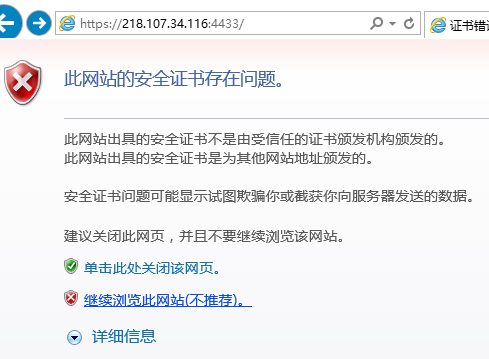 https://218.107.34.116:4433/
证书错误
此网站的安全证书存在问题。
此网站出具的安全证书不是由受信任的证书颁发机构颁发的。
此网站出具的安全证书是为其他网站地址颁发的。
安全证书问题可能显示试图欺骗你或截获你向服务器发送的数据。
建议关闭此网页，并且不要继续浏览该网站。
单击此处关闭该网页。
继续浏览此网站(不推荐)。
详细信息